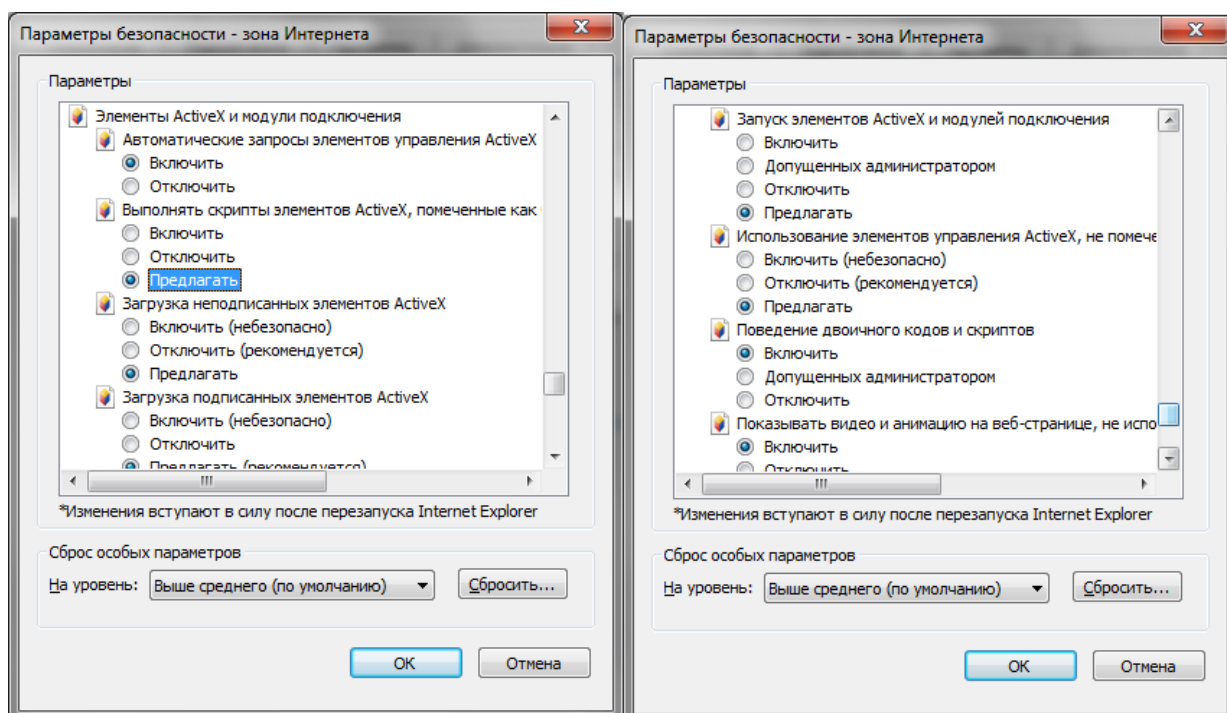 Параметры безопасности - зона Интернета
Параметры
Элементы ActiveX и модули подключения
Автоматические запросы элементов управления ActiveX
Включить
Отключить
Выполнять скрипты элементов ActiveX, помеченные как
Включить
Отключить
Предлагать
Загрузка неподписанных элементов ActiveX
Включить (небезопасно)
Отключить (рекомендуется)
Предлагать
Загрузка подписанных элементов ActiveX
Включить (небезопасно)
Отключить
Предлагать (рекомендуется)
*Изменения вступают в силу после перезапуска Internet Explorer
Сброс особых параметров
На уровень: Выше среднего (по умолчанию) Сбросить...
ОК Отмена
Параметры безопасности - зона Интернета
Параметры
Запуск элементов ActiveX и модулей подключения
Включить
Допущенных администратором
Отключить
Предлагать
Использование элементов управления ActiveX, не помече
Включить (небезопасно)
Отключить (рекомендуется)
Предлагать
Поведение двоичного кодов и скриптов
Включить
Допущенных администратором
Отключить
Показывать видео и анимацию на веб-странице, не испо
Включить
Отключить
*Изменения вступают в силу после перезапуска Internet Explorer
Сброс особых параметров
На уровень: Выше среднего (по умолчанию) Сбросить...
ОК Отмена